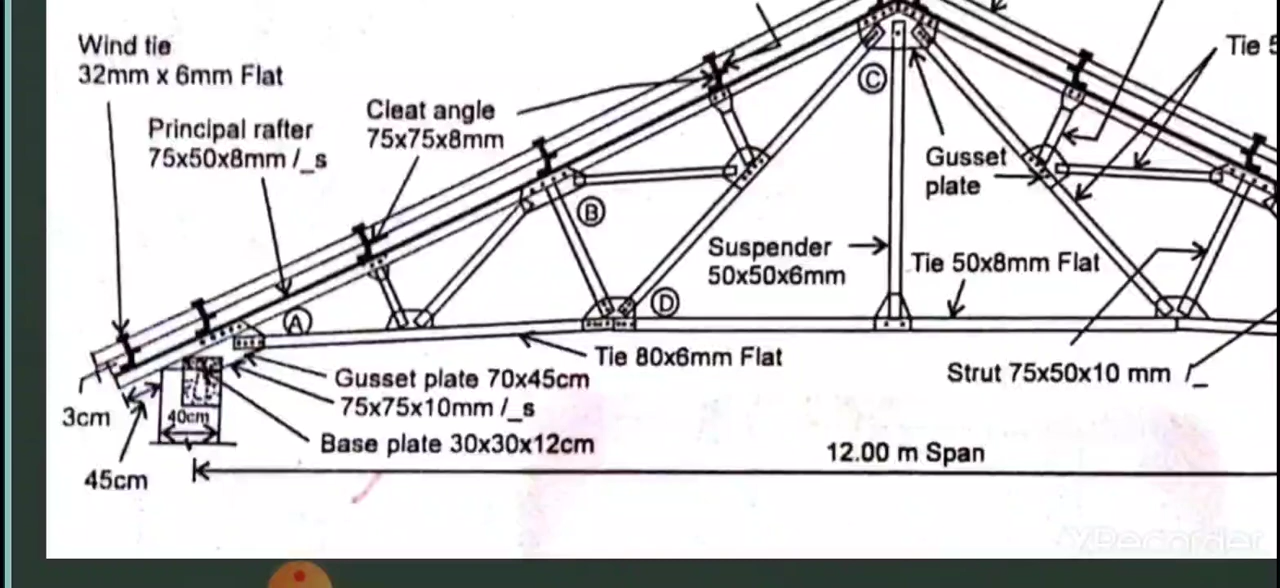 Wind tie
32mm x 6mm Flat
Principal rafter
75x50x8mm /_s
Cleat angle
75x75x8mm
Tie 5
C
Gusset
plate
B
Suspender
50x50x6mm
Tie 50x8mm Flat
A
D
Tie 80x6mm Flat
Strut 75x50x10 mm /_
Gusset plate 70x45cm
75x75x10mm /_s
Base plate 30x30x12cm
3cm
40cm
45cm
12.00 m Span